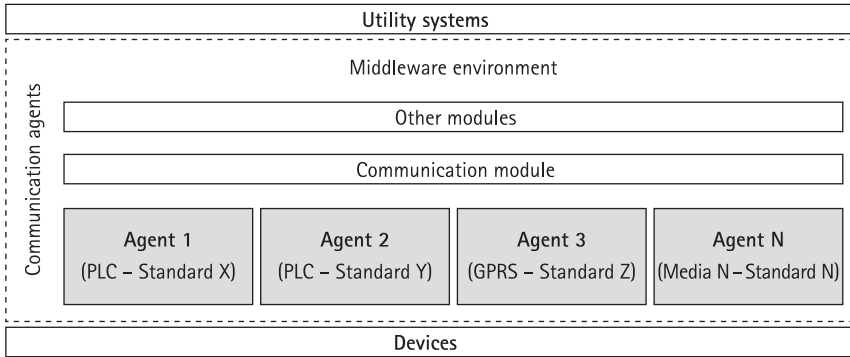 Utility systems
Communication agents
Middleware environment
Other modules
Communication module
Agent 1
(PLC – Standard X)
Agent 2
(PLC – Standard Y)
Agent 3
(GPRS – Standard Z)
Agent N
(Media N – Standard N)
Devices